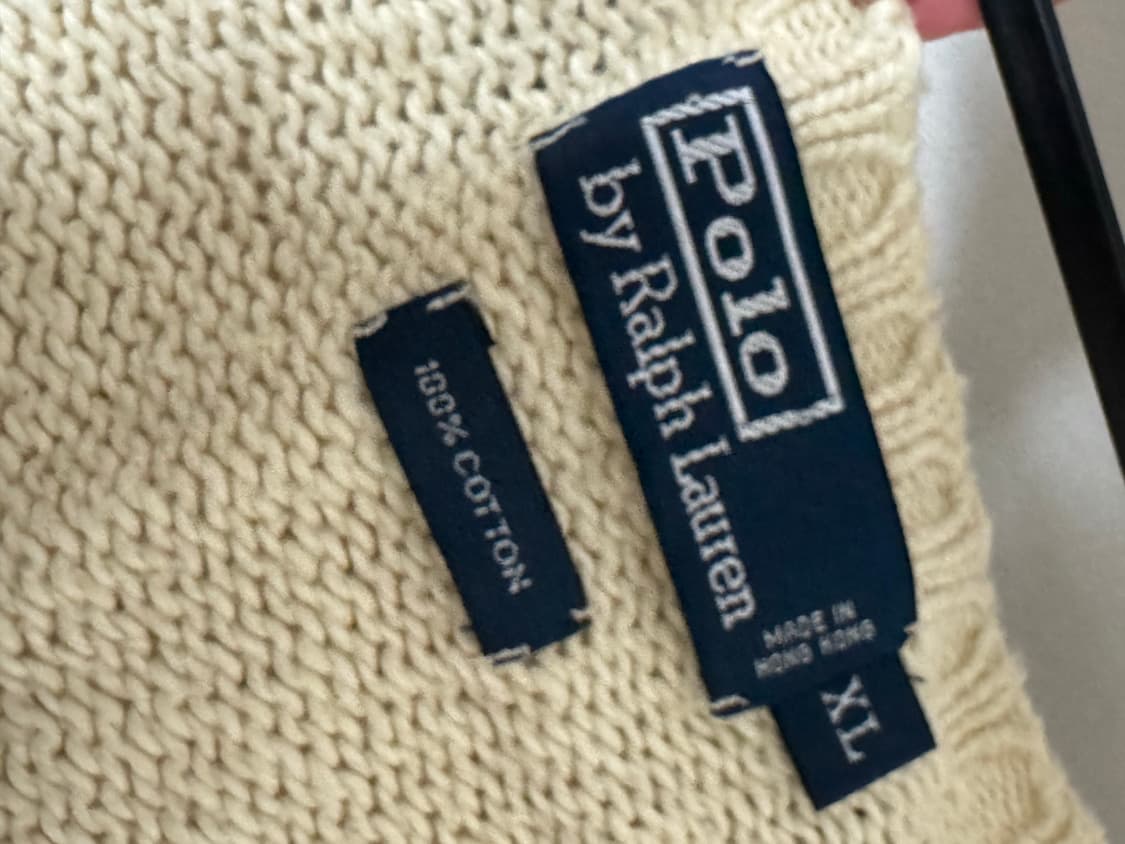 Polo
by Ralph Lauren
MADE IN
HONG KONG
XL
100% COTTON